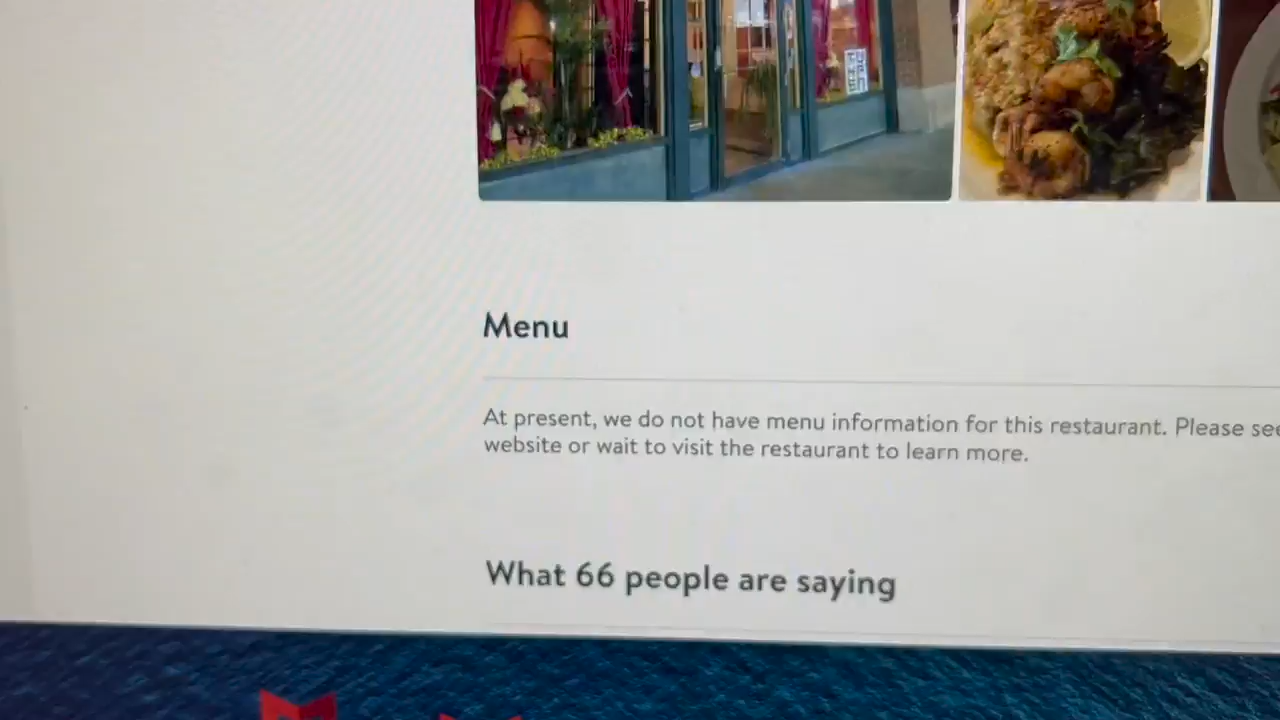 Menu
At present, we do not have menu information for this restaurant. Please see
website or wait to visit the restaurant to learn more.
What 66 people are saying